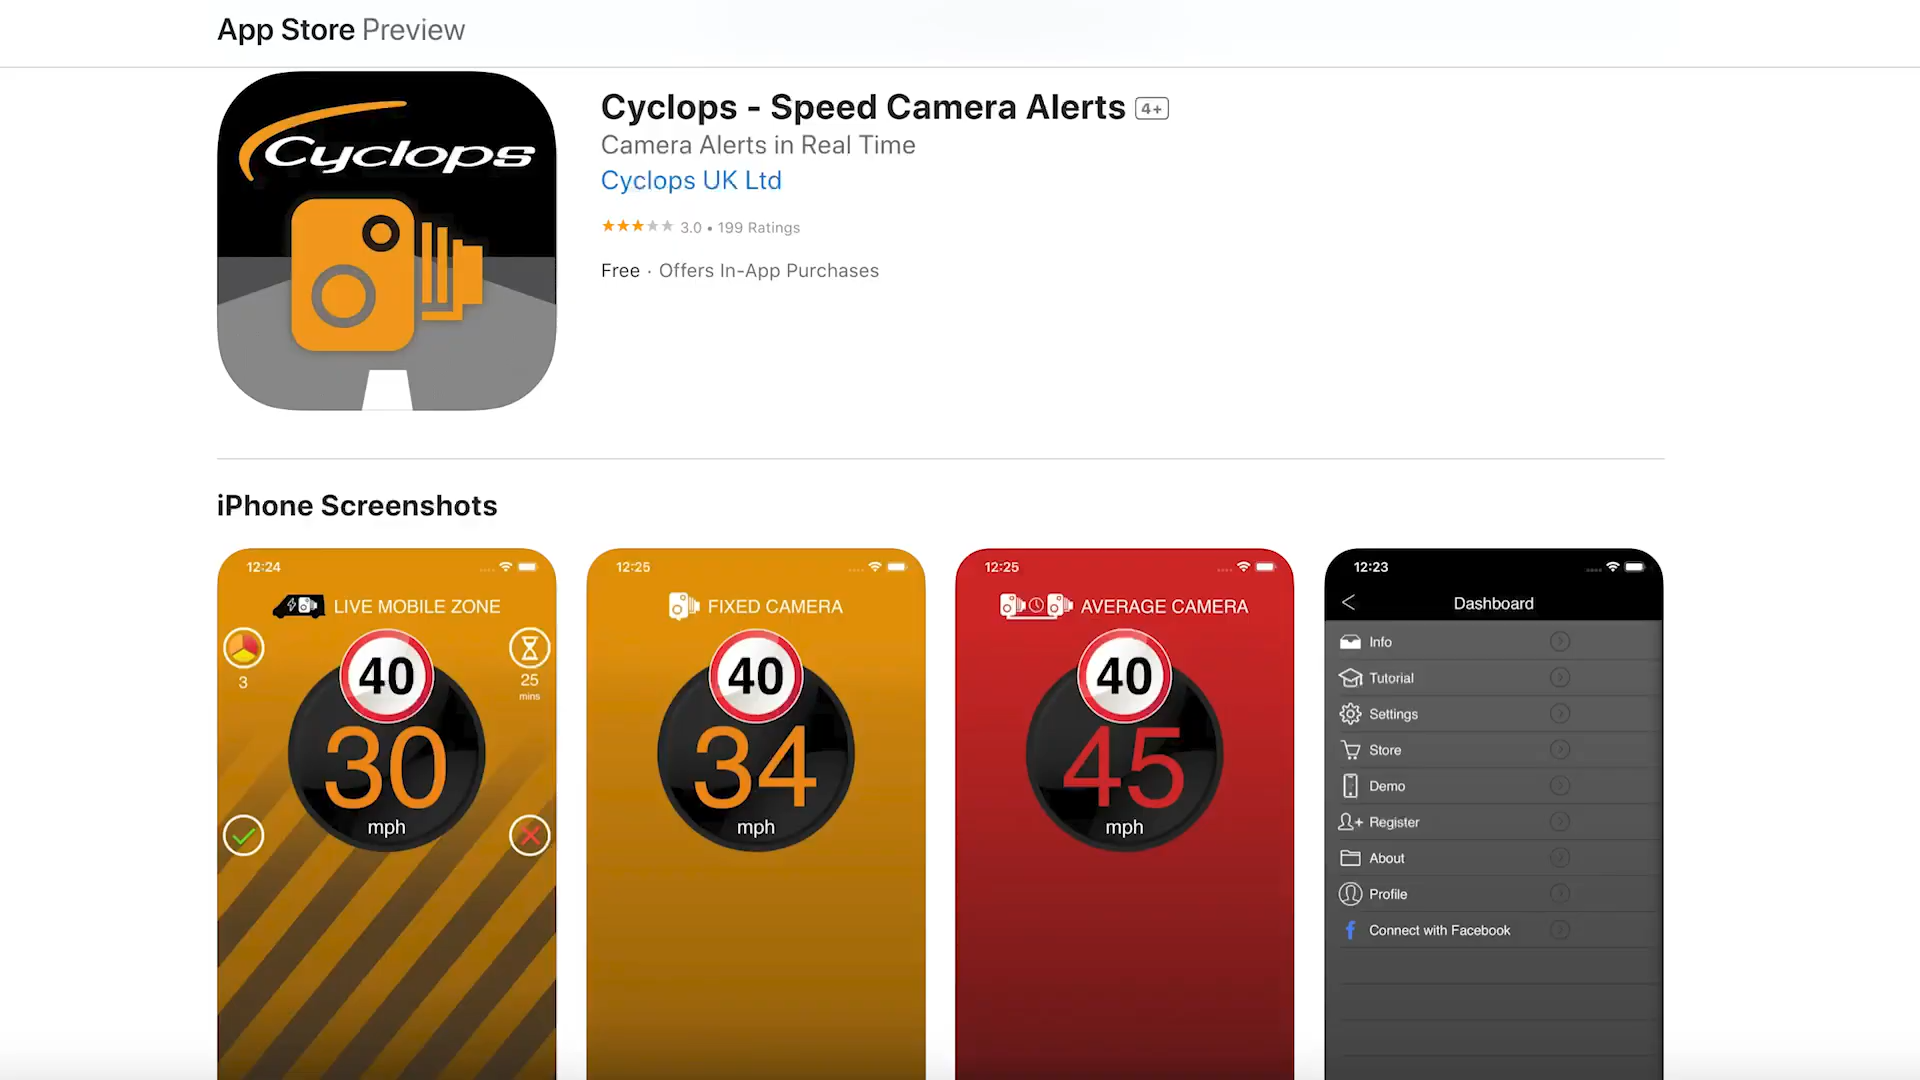 App Store Preview
Cyclops
Cyclops - Speed Camera Alerts 4+
Camera Alerts in Real Time
Cyclops UK Ltd
3.0 • 199 Ratings
Free · Offers In-App Purchases
iPhone Screenshots
12:24
LIVE MOBILE ZONE
40
3
25
mins
30
mph
12:25
FIXED CAMERA
40
34
mph
12:25
AVERAGE CAMERA
40
45
mph
12:23
Dashboard
Info
Tutorial
Settings
Store
Demo
Register
About
Profile
Connect with Facebook